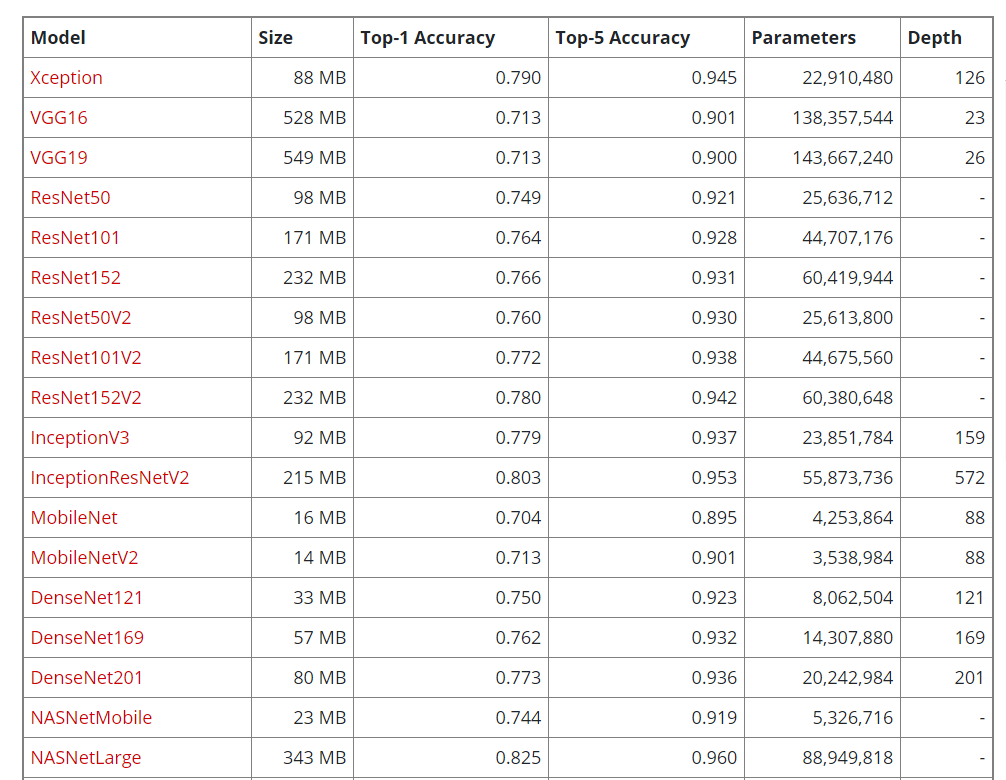 Model Size Top-1 Accuracy Top-5 Accuracy Parameters Depth
Xception 88 MB 0.790 0.945 22,910,480 126
VGG16 528 MB 0.713 0.901 138,357,544 23
VGG19 549 MB 0.713 0.900 143,667,240 26
ResNet50 98 MB 0.749 0.921 25,636,712 -
ResNet101 171 MB 0.764 0.928 44,707,176 -
ResNet152 232 MB 0.766 0.931 60,419,944 -
ResNet50V2 98 MB 0.760 0.930 25,613,800 -
ResNet101V2 171 MB 0.772 0.938 44,675,560 -
ResNet152V2 232 MB 0.780 0.942 60,380,648 -
InceptionV3 92 MB 0.779 0.937 23,851,784 159
InceptionResNetV2 215 MB 0.803 0.953 55,873,736 572
MobileNet 16 MB 0.704 0.895 4,253,864 88
MobileNetV2 14 MB 0.713 0.901 3,538,984 88
DenseNet121 33 MB 0.750 0.923 8,062,504 121
DenseNet169 57 MB 0.762 0.932 14,307,880 169
DenseNet201 80 MB 0.773 0.936 20,242,984 201
NASNetMobile 23 MB 0.744 0.919 5,326,716 -
NASNetLarge 343 MB 0.825 0.960 88,949,818 -